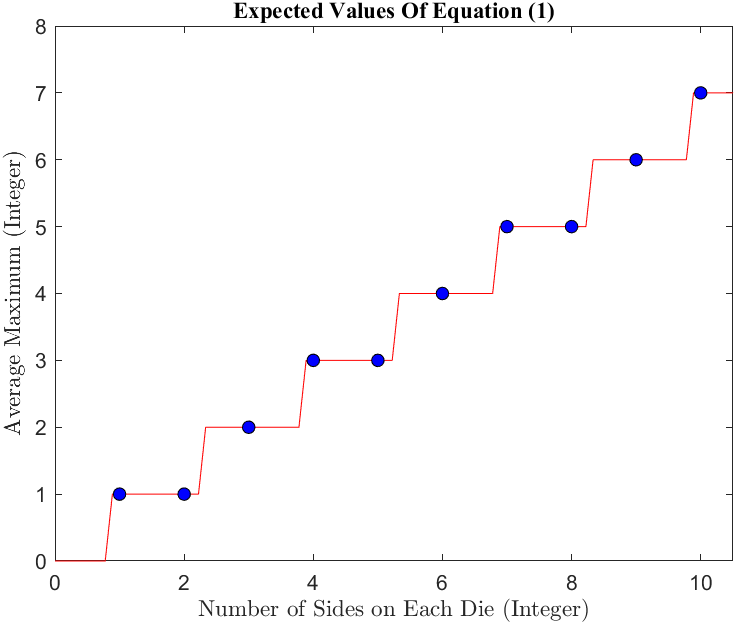 Expected Values Of Equation (1)
8
7
6
5
4
3
2
1
0
Average Maximum (Integer)
0 2 4 6 8 10
Number of Sides on Each Die (Integer)